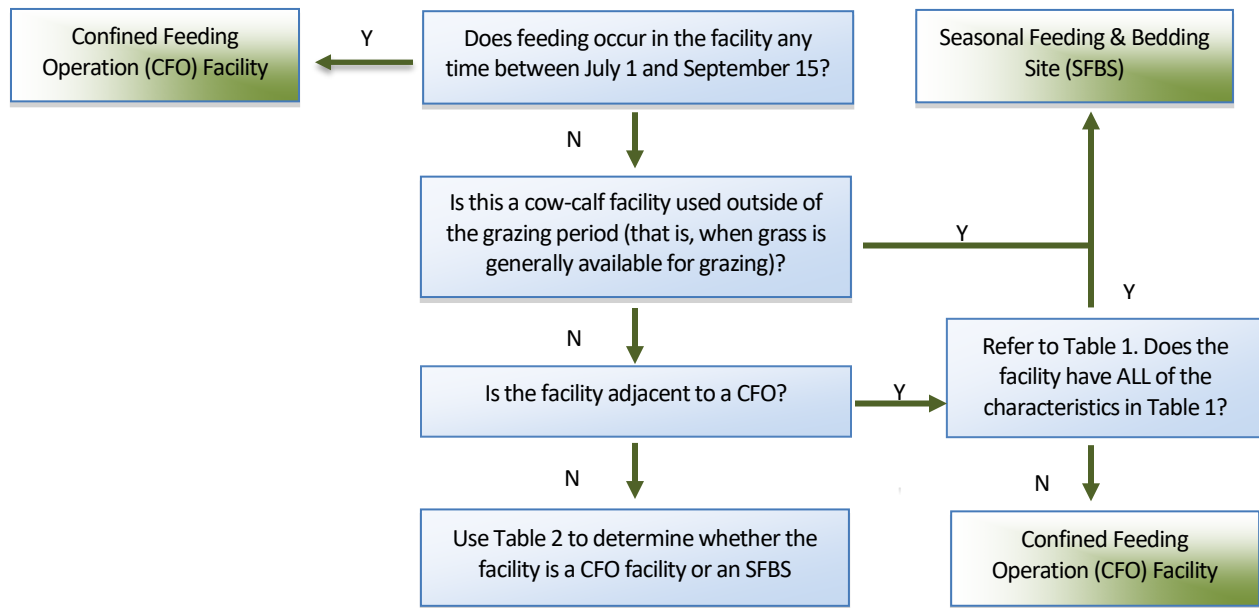 Confined Feeding
Operation (CFO) Facility
Y
Does feeding occur in the facility any
time between July 1 and September 15?
Seasonal Feeding & Bedding
Site (SFBS)
N
Is this a cow-calf facility used outside of
the grazing period (that is, when grass is
generally available for grazing)?
Y
Y
N
Is the facility adjacent to a CFO?
Y
Refer to Table 1. Does the
facility have ALL of the
characteristics in Table 1?
N
N
Use Table 2 to determine whether the
facility is a CFO facility or an SFBS
Confined Feeding
Operation (CFO) Facility